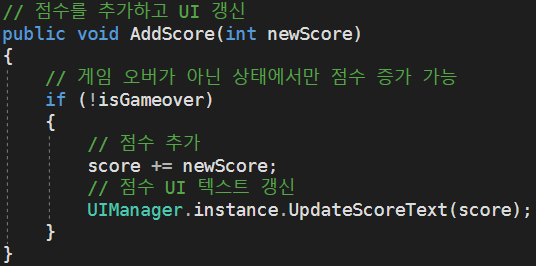 // 점수를 추가하고 UI 갱신
public void AddScore(int newScore)
{
    // 게임 오버가 아닌 상태에서만 점수 증가 가능
    if (!isGameover)
    {
        // 점수 추가
        score += newScore;
        // 점수 UI 텍스트 갱신
        UIManager.instance.UpdateScoreText(score);
    }
}